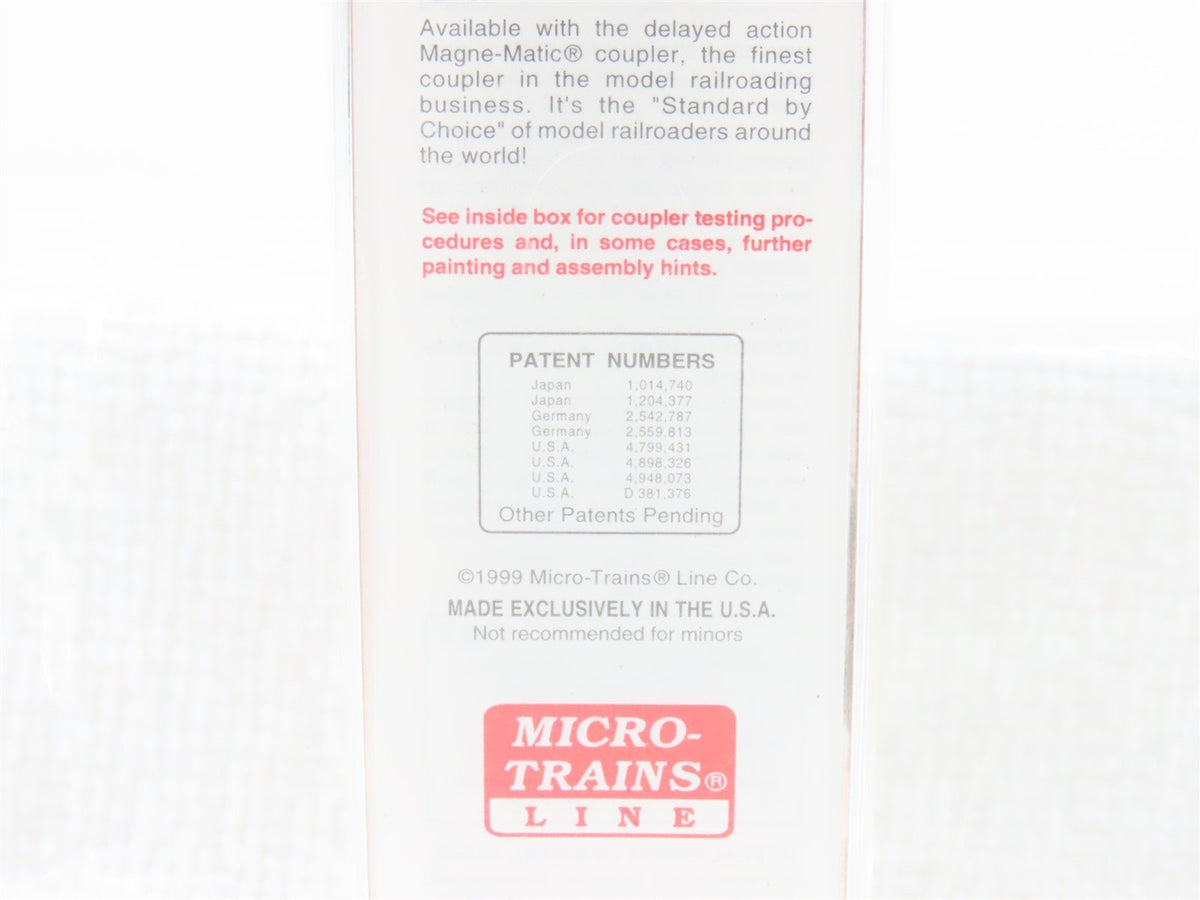 Available with the delayed action
Magne-Matic® coupler, the finest
coupler in the model railroading
business. It's the "Standard by
Choice" of model railroaders around
the world!
See inside box for coupler testing pro-
cedures and, in some cases, further
painting and assembly hints.
PATENT NUMBERS
Japan 1,014,740
Japan 1,204,377
Germany 2,542,787
Germany 2,559,813
U.S.A. 4,799,431
U.S.A. 4,898,326
U.S.A. 4,948,073
U.S.A. D 381,376
Other Patents Pending
©1999 Micro-Trains® Line Co.
MADE EXCLUSIVELY IN THE U.S.A.
Not recommended for minors
MICRO-
TRAINS®
LINE